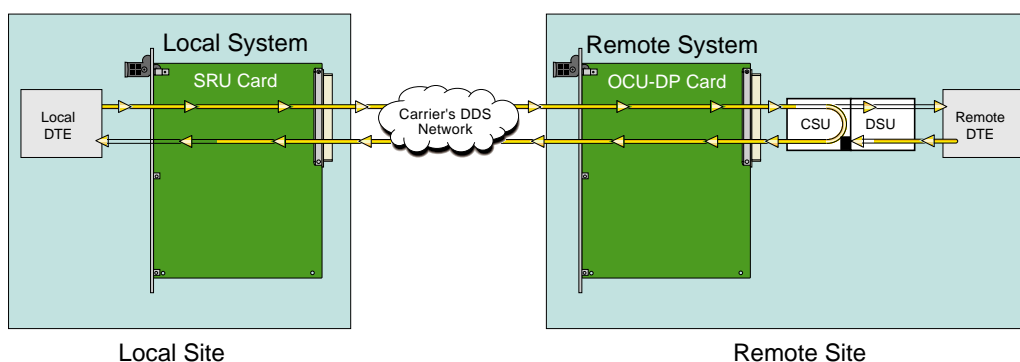 Local System
Remote System
SRU Card
OCU-DP Card
Local
DTE
Carrier's DDS
Network
CSU
DSU
Remote
DTE
Local Site
Remote Site